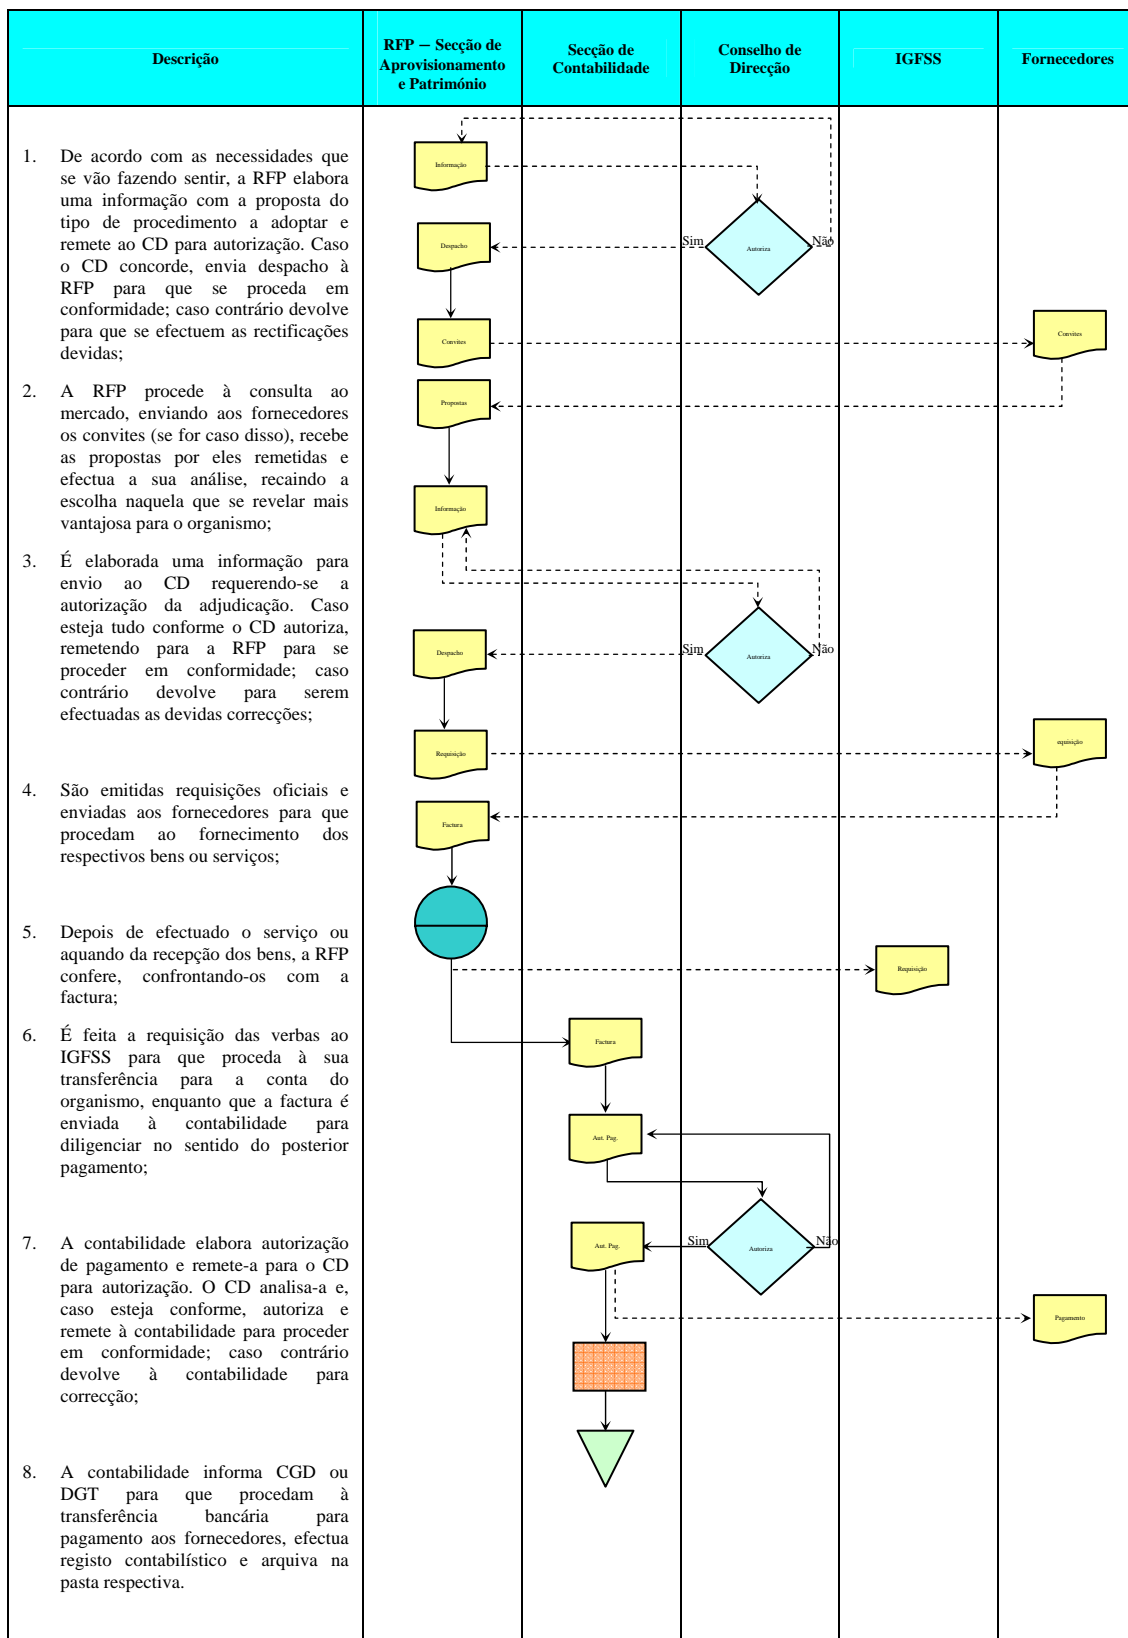 Descrição
RFP – Secção de
Aprovisionamento
e Património
Secção de
Contabilidade
Conselho de
Direcção
IGFSS
Fornecedores
1. De acordo com as necessidades que
se vão fazendo sentir, a RFP elabora
uma informação com a proposta do
tipo de procedimento a adoptar e
remete ao CD para autorização. Caso
o CD concorde, envia despacho à
RFP para que se proceda em
conformidade; caso contrário devolve
para que se efectuem as rectificações
devidas;
2. A RFP procede à consulta ao
mercado, enviando aos fornecedores
os convites (se for caso disso), recebe
as propostas por eles remetidas e
efectua a sua análise, recaindo a
escolha naquela que se revelar mais
vantajosa para o organismo;
3. É elaborada uma informação para
envio ao CD requerendo-se a
autorização da adjudicação. Caso
esteja tudo conforme o CD autoriza,
remetendo para a RFP para se
proceder em conformidade; caso
contrário devolve para serem
efectuadas as devidas correcções;
4. São emitidas requisições oficiais e
enviadas aos fornecedores para que
procedam ao fornecimento dos
respectivos bens ou serviços;
5. Depois de efectuado o serviço ou
aquando da recepção dos bens, a RFP
confere, confrontando-os com a
factura;
6. É feita a requisição das verbas ao
IGFSS para que proceda à sua
transferência para a conta do
organismo, enquanto que a factura é
enviada à contabilidade para
diligenciar no sentido do posterior
pagamento;
7. A contabilidade elabora autorização
de pagamento e remete-a para o CD
para autorização. O CD analisa-a e,
caso esteja conforme, autoriza e
remete à contabilidade para proceder
em conformidade; caso contrário
devolve à contabilidade para
correcção;
8. A contabilidade informa CGD ou
DGT para que procedam à
transferência bancária para
pagamento aos fornecedores, efectua
registo contabilístico e arquiva na
pasta respectiva.
Informação
Despacho
Sim
Autoriza
Não
Convites
Convites
Propostas
Informação
Despacho
Sim
Autoriza
Não
Requisição
equisição
Factura
Requisição
Factura
Aut. Pag.
Aut. Pag.
Sim
Autoriza
Não
Pagamento